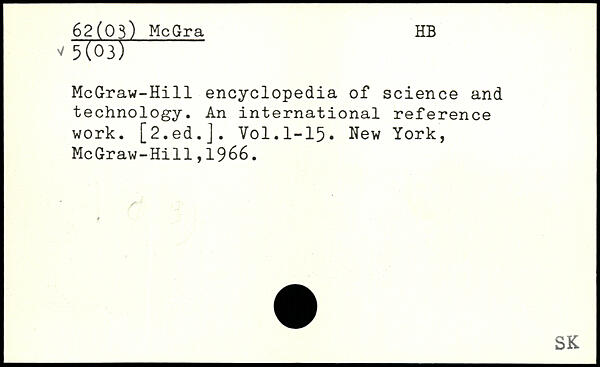 62(03) McGra HB
v 5(03)
McGraw-Hill encyclopedia of science and
technology. An international reference
work. [2.ed.]. Vol.1-15. New York,
McGraw-Hill,1966.
SK